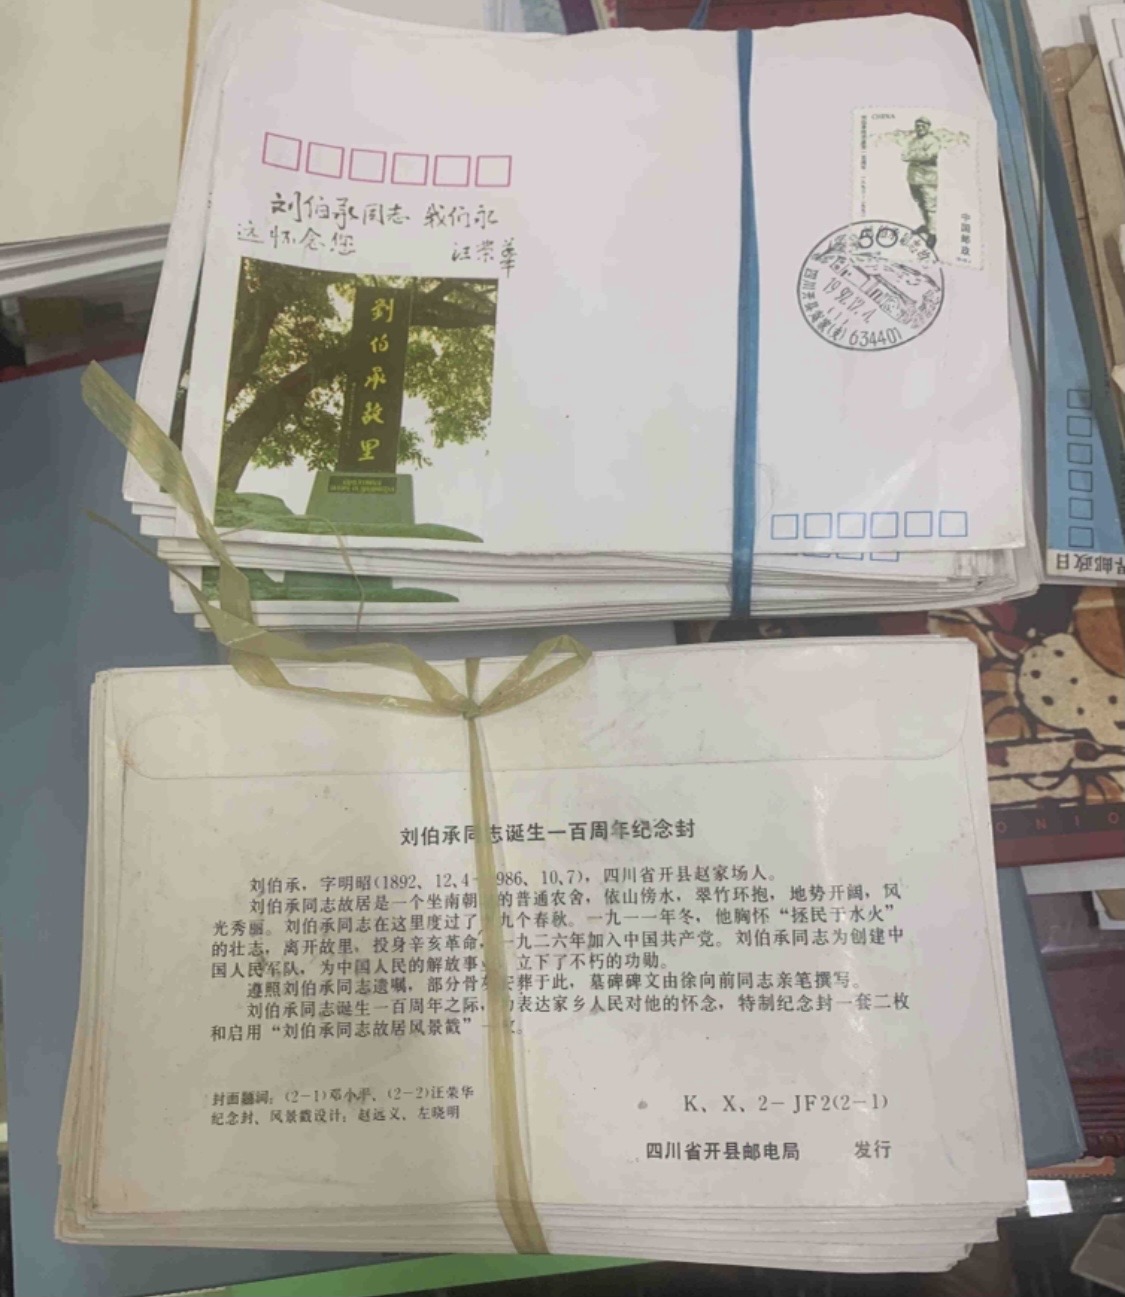 CHINA
中国邮政
50
刘伯承同志 我们永
远怀念您 汪荣华
刘伯承故里
1992.12.4
634401
界邮政日
ONIO
刘伯承同志诞生一百周年纪念封
刘伯承，字明昭(1892、12,4 986、10,7)，四川省开县赵家场人。
刘伯承同志故居是一个坐南朝 的普通农舍，依山傍水，翠竹环抱，地势开阔，风
光秀丽。刘伯承同志在这里度过了 九个春秋。一九一一年冬，他胸怀“拯民于水火”
的壮志，离开故里，投身辛亥革命， 一九二六年加入中国共产党。刘伯承同志为创建中
国人民军队，为中国人民的解放事业 立下了不朽的功勋。
遵照刘伯承同志遗嘱，部分骨 安葬于此，墓碑碑文由徐向前同志亲笔撰写。
刘伯承同志诞生一百周年之际， 表达家乡人民对他的怀念，特制纪念封一套二枚
和启用“刘伯承同志故居风景戳”一 。
封面题词：(2-1)邓小平、(2-2)汪荣华
纪念封、风景戳设计：赵远义、左晓明
K、X、2-JF2(2-1)
四川省开县邮电局 发行